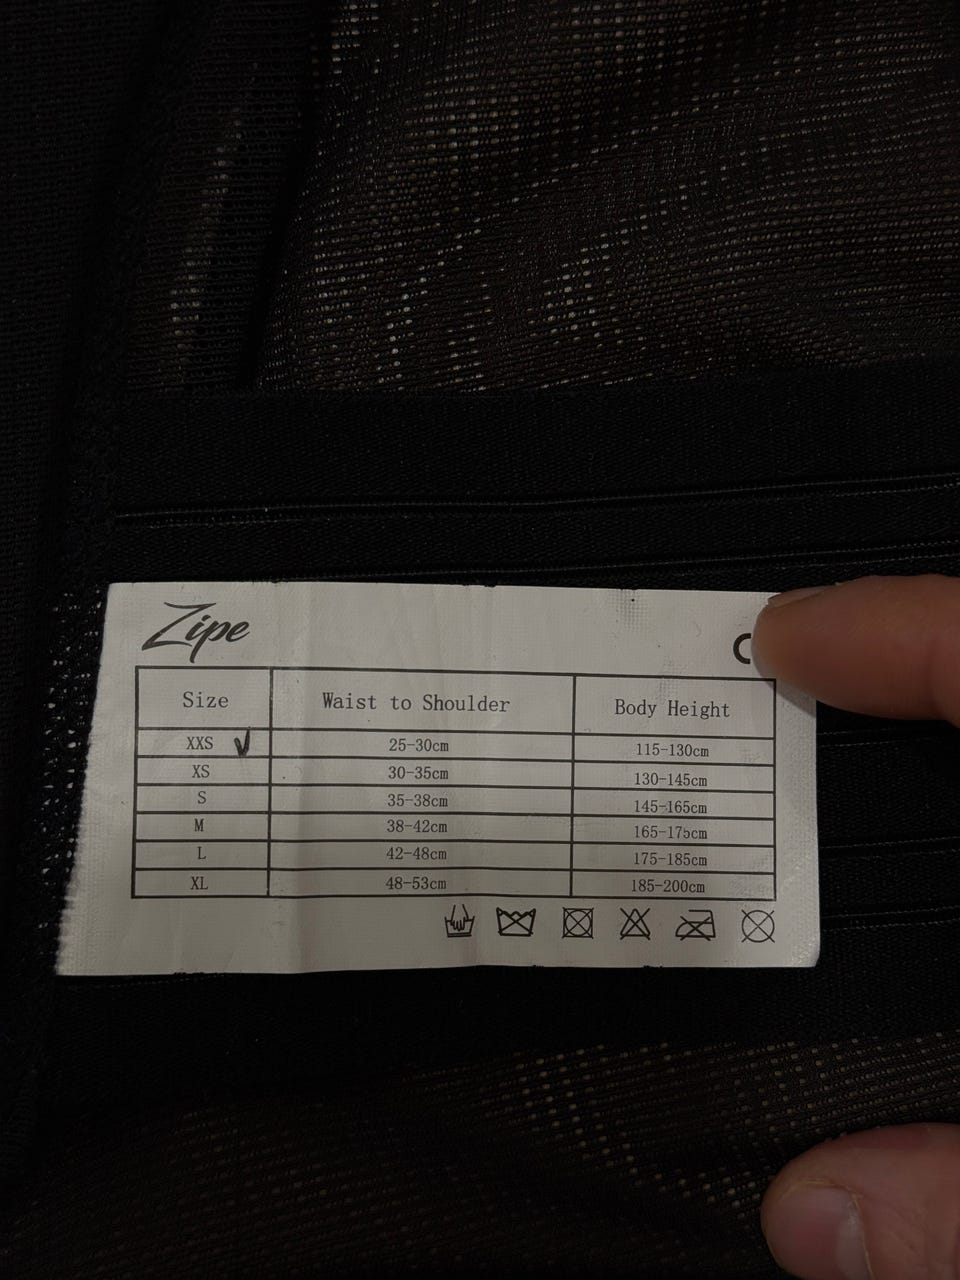 Zipe
Size Waist to Shoulder Body Height
XXS ✓ 25-30cm 115-130cm
XS 30-35cm 130-145cm
S 35-38cm 145-165cm
M 38-42cm 165-175cm
L 42-48cm 175-185cm
XL 48-53cm 185-200cm